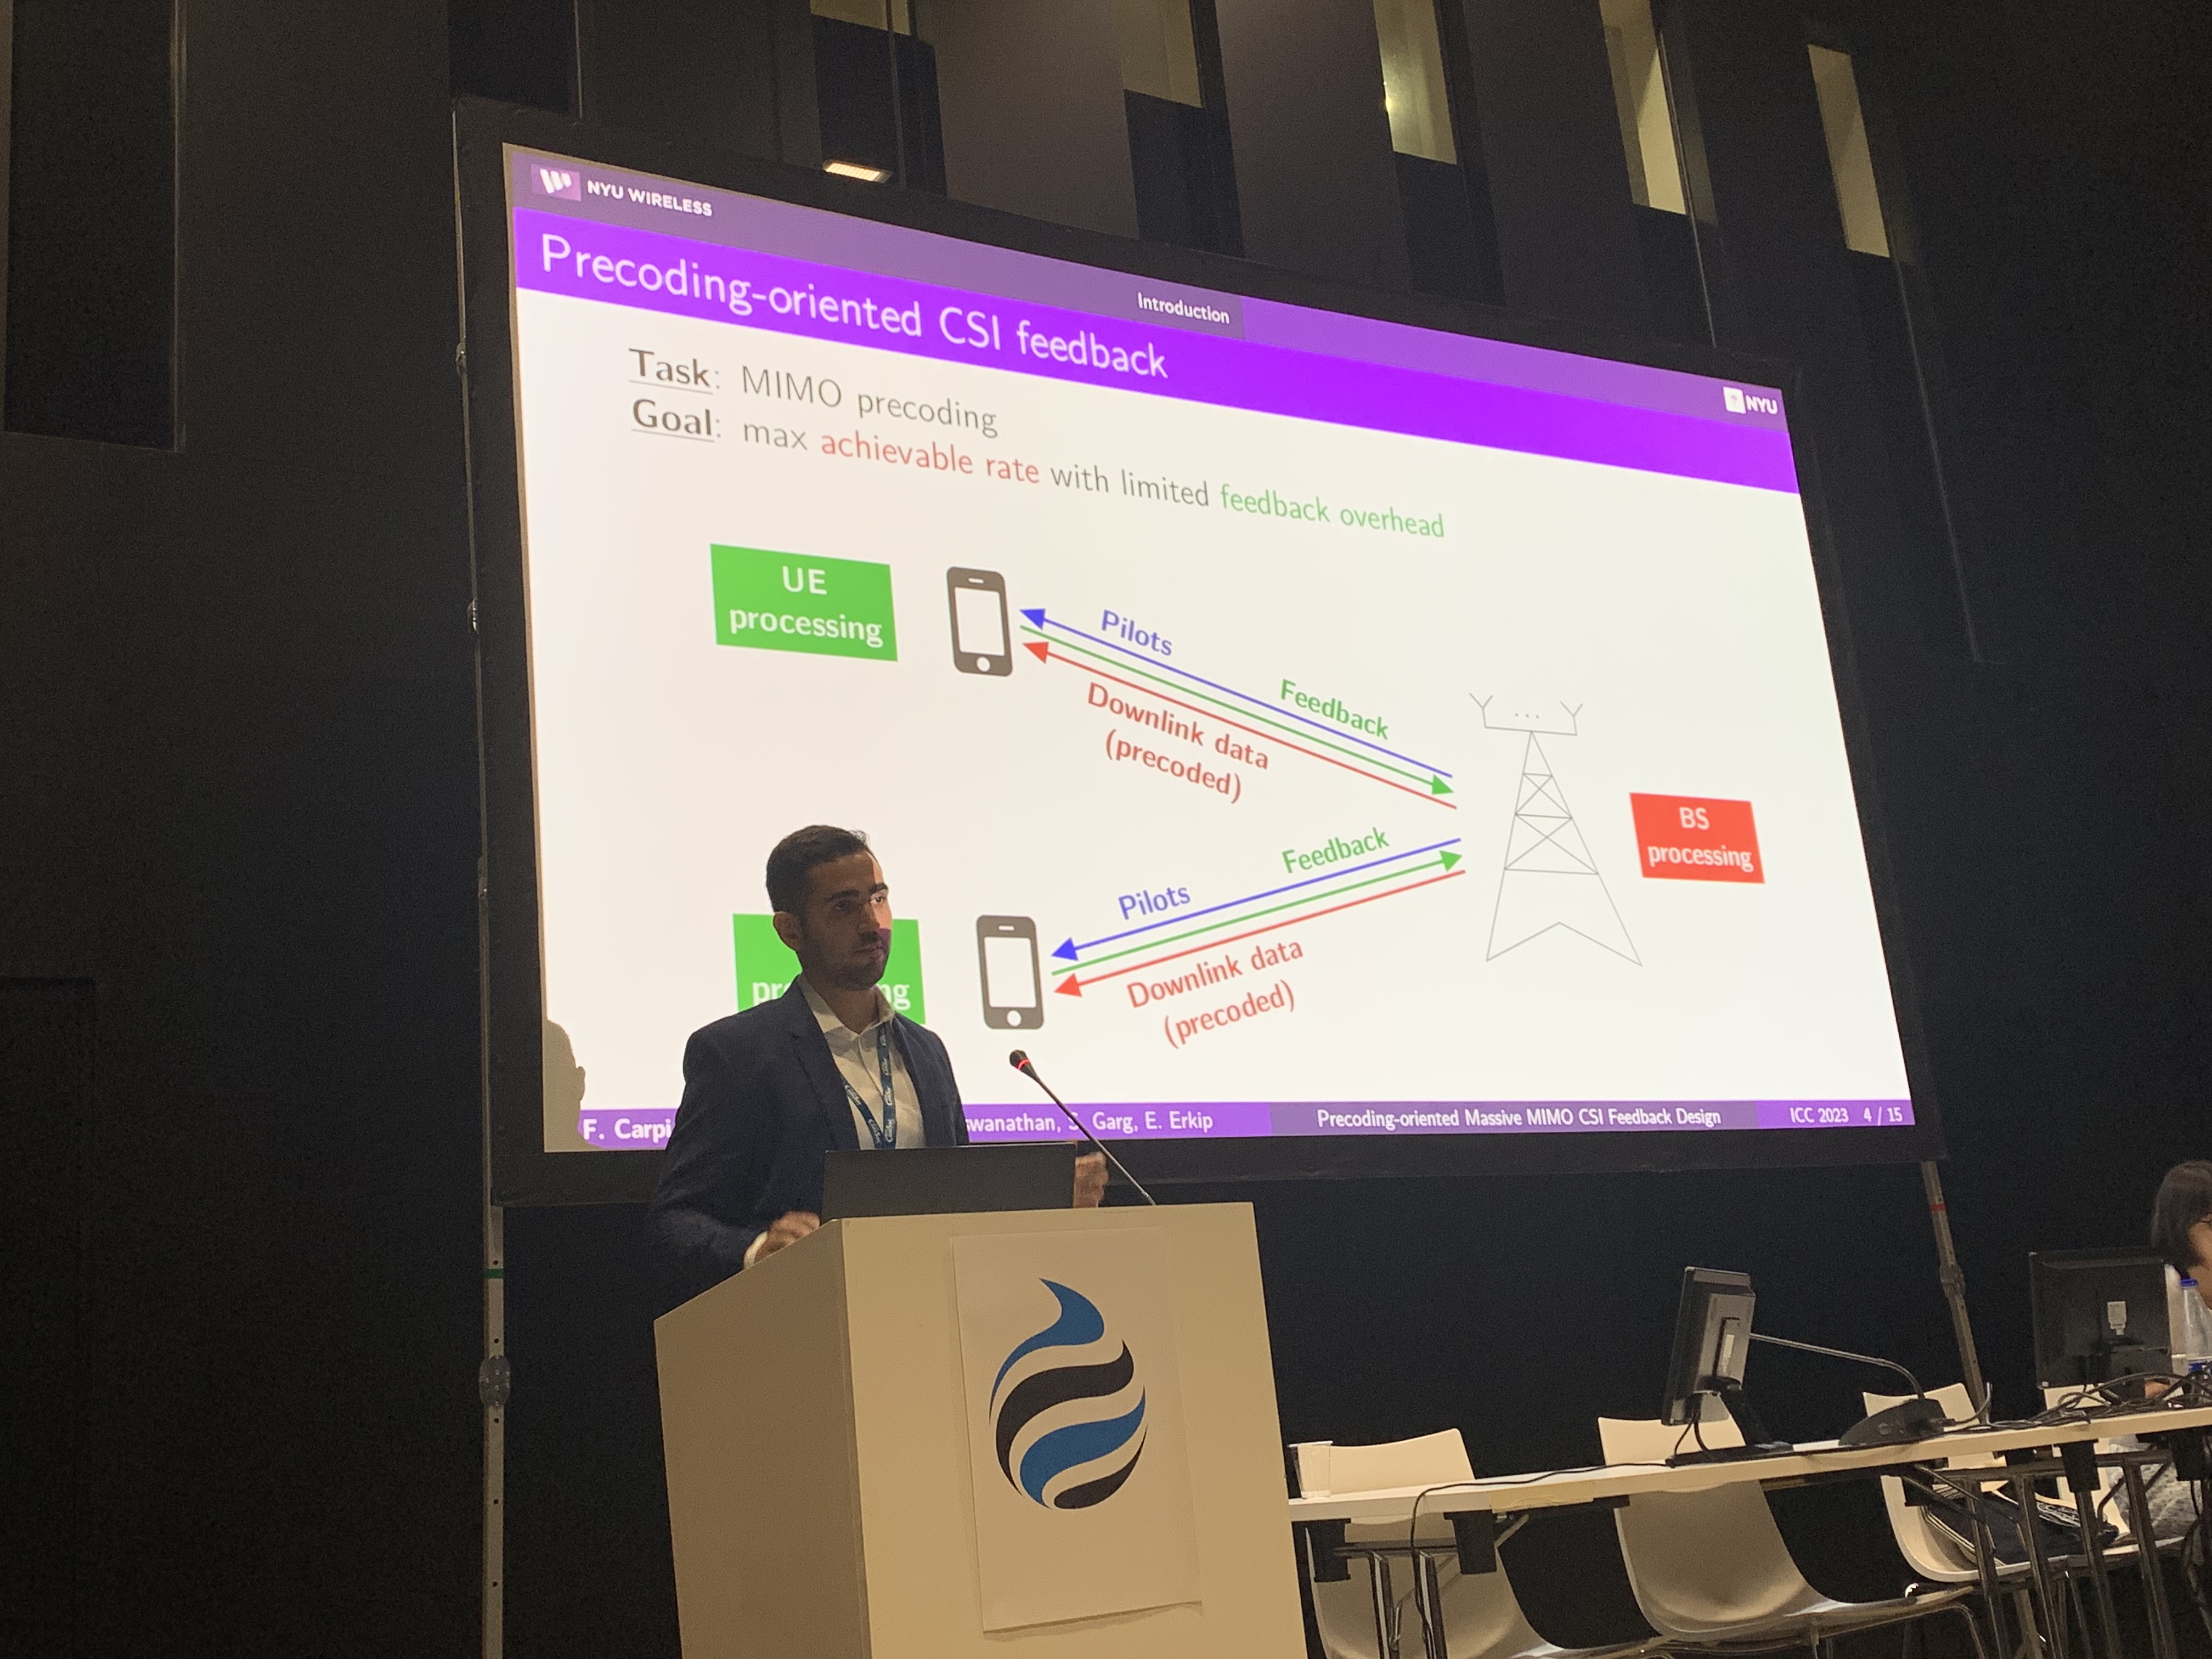 NYU WIRELESS
Introduction
Precoding-oriented CSI feedback
NYU
Task: MIMO precoding
Goal: max achievable rate with limited feedback overhead
UE
processing
Pilots
Feedback
Downlink data
(precoded)
BS
processing
Feedback
Pilots
Downlink data
(precoded)
F. Carpi
Garg, E. Erkip
Precoding-oriented Massive MIMO CSI Feedback Design
ICC 2023 4 / 15